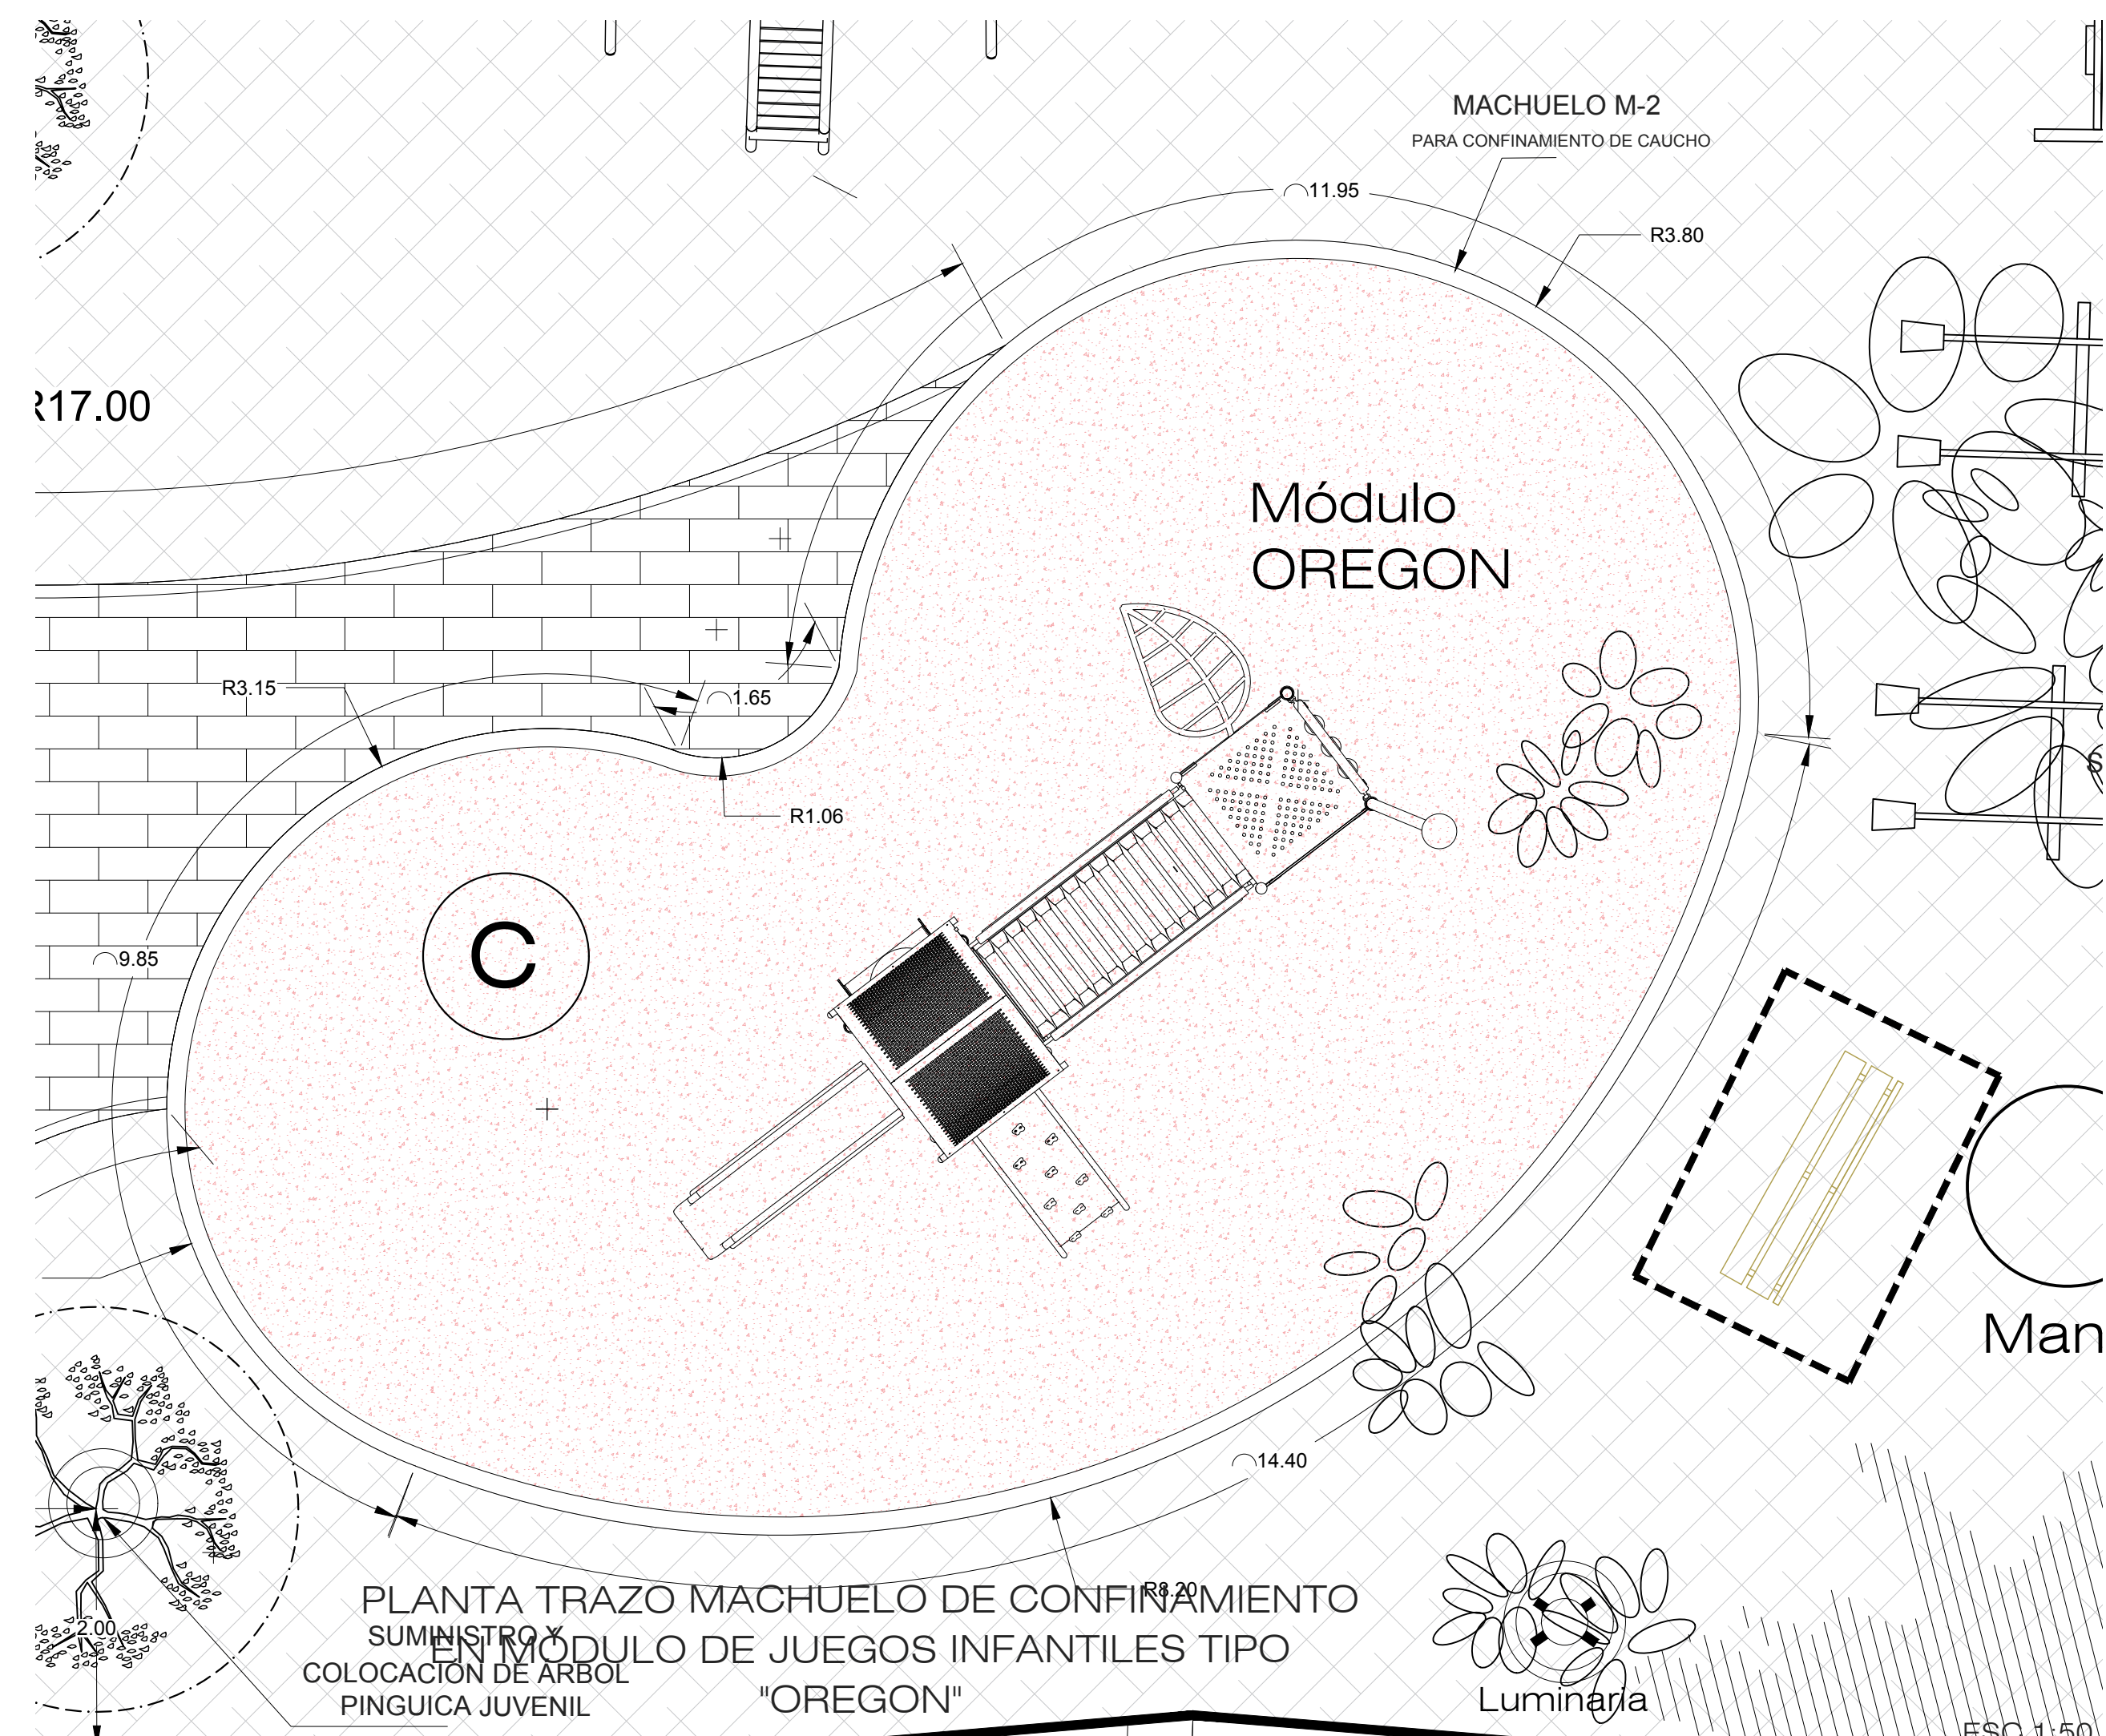 MACHUELO M-2
PARA CONFINAMIENTO DE CAUCHO
11.95
R3.80
R17.00
Módulo
OREGON
R3.15
1.65
R1.06
C
9.85
Man
14.40
R8.20
PLANTA TRAZO MACHUELO DE CONFINAMIENTO
EN MÓDULO DE JUEGOS INFANTILES TIPO
"OREGON"
2.00
SUMINISTRO Y
COLOCACIÓN DE ARBOL
PINGUICA JUVENIL
Luminaria
ESC 1:50